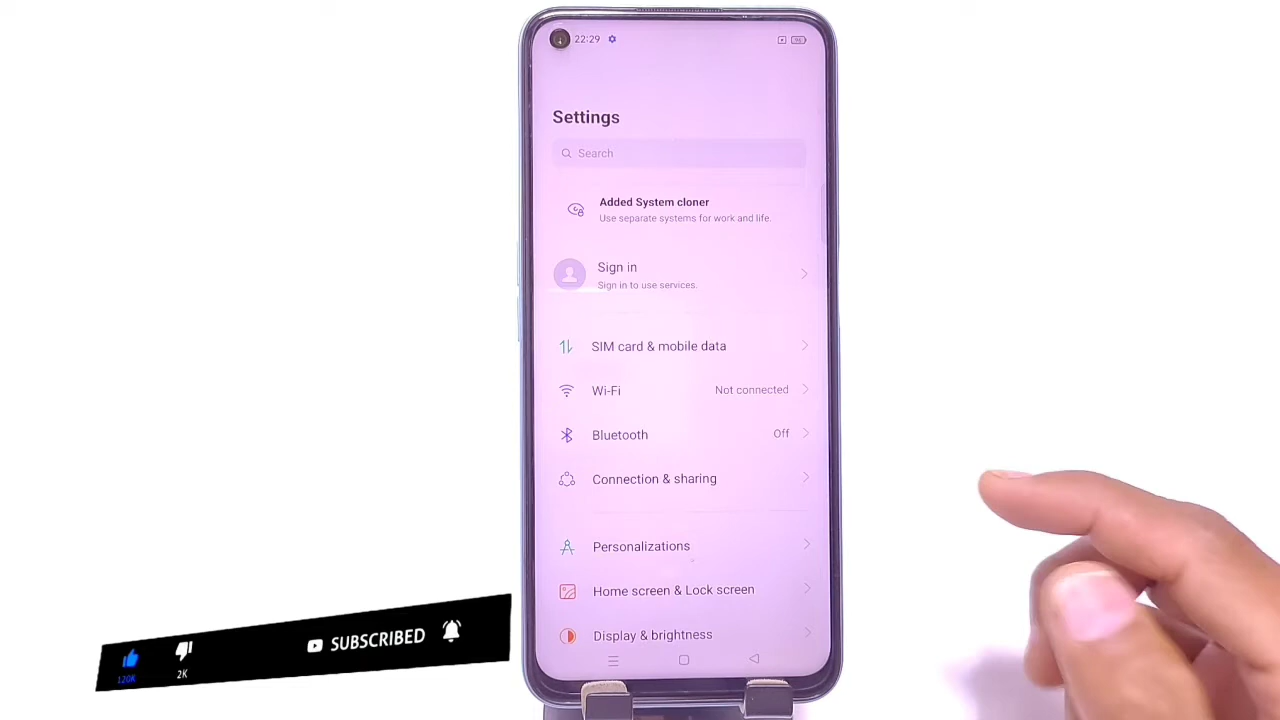 22:29
Settings
Search
Added System cloner
Use separate systems for work and life.
Sign in
Sign in to use services.
SIM card & mobile data
Wi-Fi Not connected
Bluetooth Off
Connection & sharing
Personalizations
Home screen & Lock screen
Display & brightness
SUBSCRIBED
120K
2K